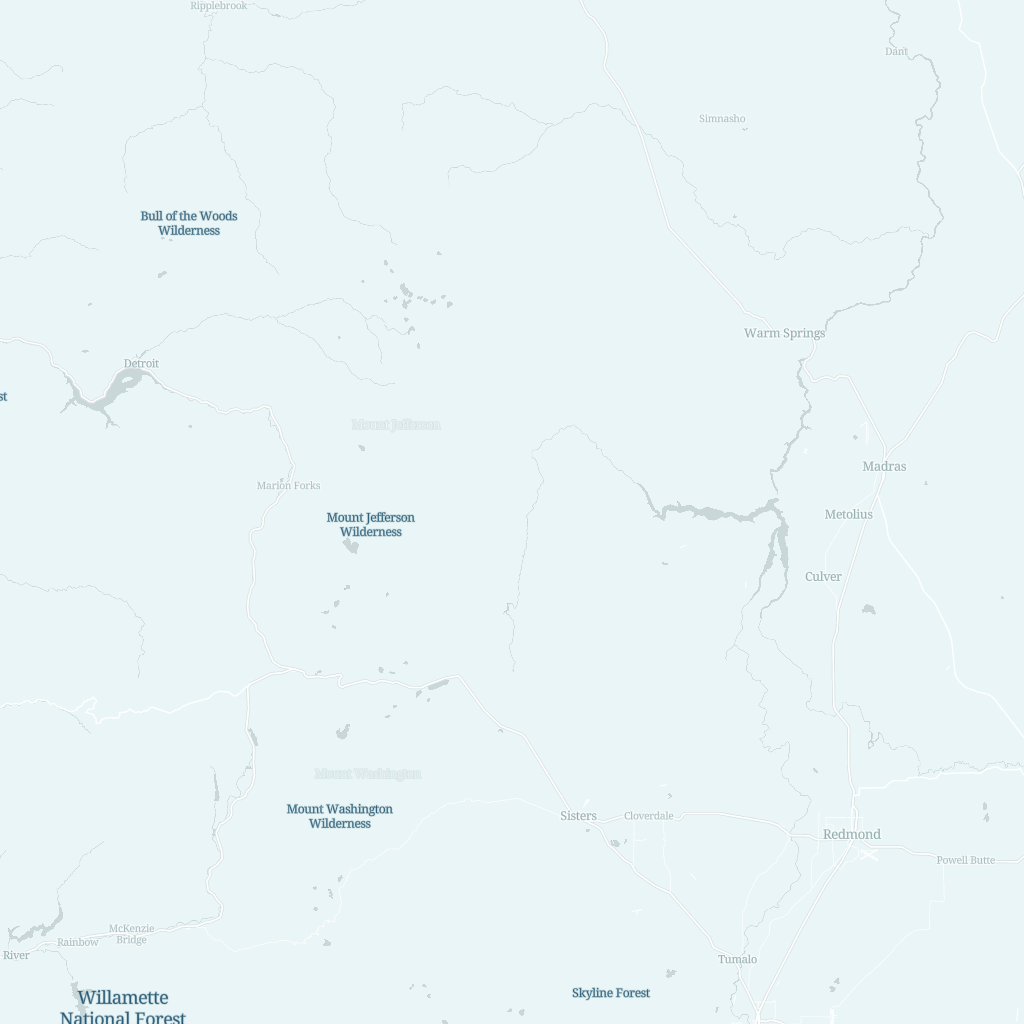 Ripplebrook
Dant
Simnasho
Bull of the Woods
Wilderness
Warm Springs
Detroit
st
Mount Jefferson
Madras
Marion Forks
Metolius
Mount Jefferson
Wilderness
Culver
Mount Washington
Mount Washington
Wilderness
Sisters
Cloverdale
Redmond
Powell Butte
McKenzie
Bridge
Rainbow
River
Tumalo
Skyline Forest
Willamette
National Forest